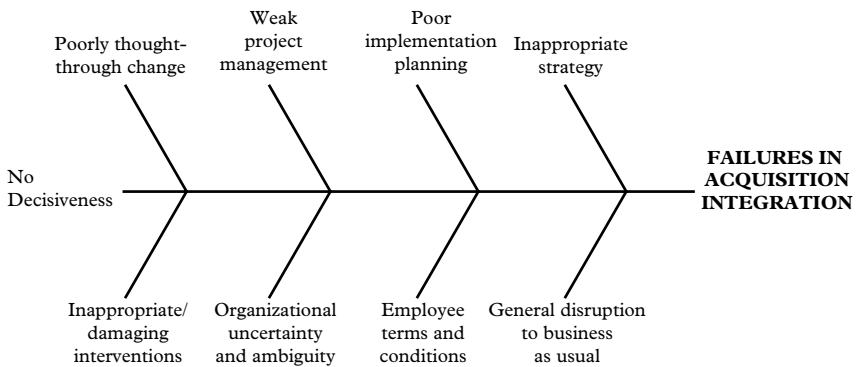 Poorly thought-
through change
Weak
project
management
Poor
implementation
planning
Inappropriate
strategy
No
Decisiveness
FAILURES IN
ACQUISITION
INTEGRATION
Inappropriate/
damaging
interventions
Organizational
uncertainty
and ambiguity
Employee
terms and
conditions
General disruption
to business
as usual